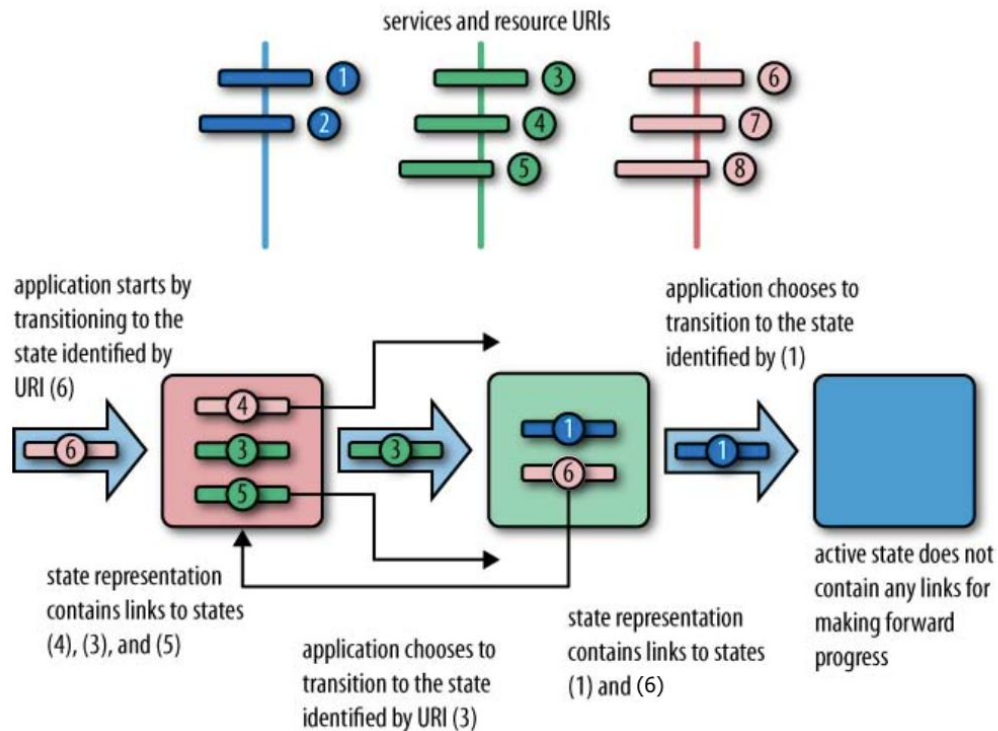 services and resource URIs
1
3
6
2
4
7
5
8
application starts by
transitioning to the
state identified by
URI (6)
application chooses to
transition to the state
identified by (1)
6
4
3
5
3
1
6
1
state representation
contains links to states
(4), (3), and (5)
application chooses to
transition to the state
identified by URI (3)
state representation
contains links to states
(1) and (6)
active state does not
contain any links for
making forward
progress